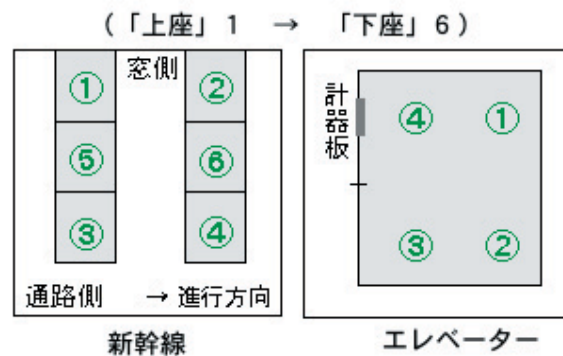 (「上座」1 → 「下座」6)
窓側
① ②
⑤ ⑥
③ ④
通路側 → 進行方向
新幹線
計器板
④ ①
③ ②
エレベーター